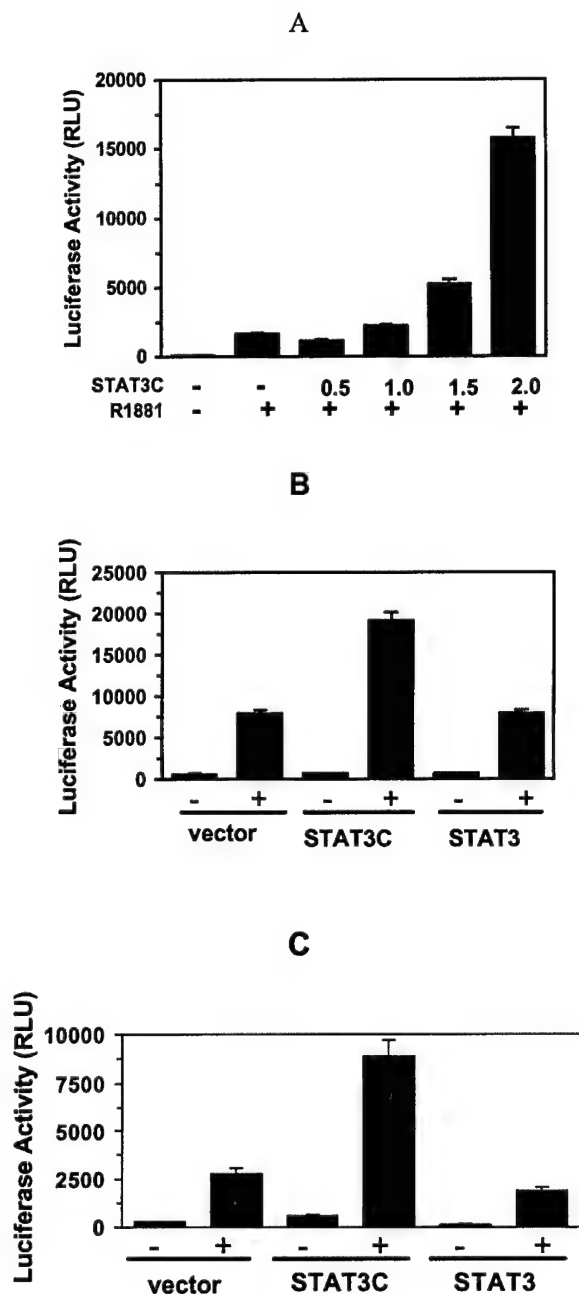 A
Luciferase Activity (RLU)
20000
15000
10000
5000
0
STAT3C - - 0.5 1.0 1.5 2.0
R1881 - + + + + +
B
Luciferase Activity (RLU)
25000
20000
15000
10000
5000
0
- + - + - +
vector STAT3C STAT3
C
Luciferase Activity (RLU)
10000
7500
5000
2500
0
- + - + - +
vector STAT3C STAT3